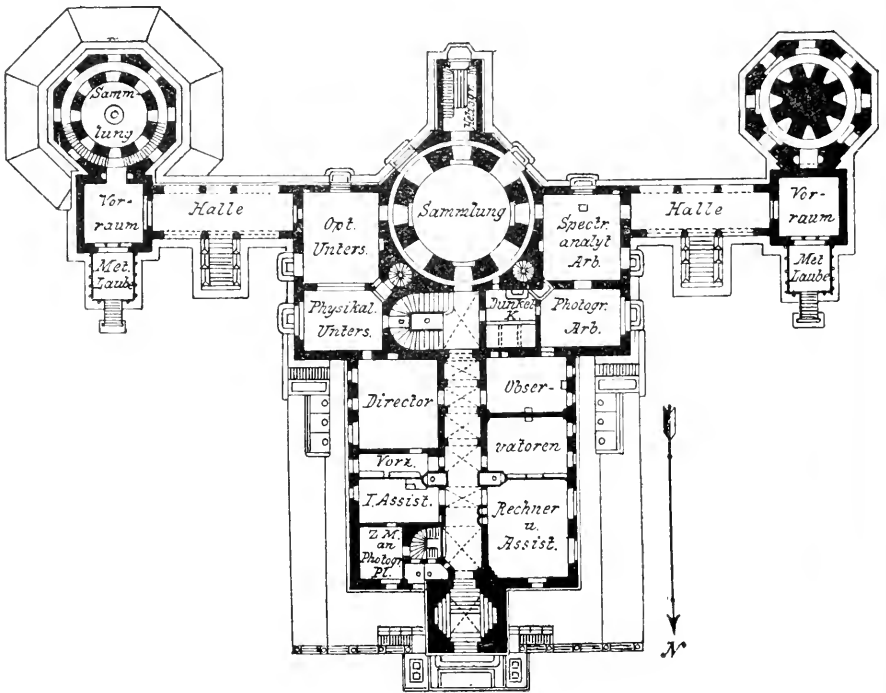 Samm-
lung
Vor-
raum
Halle
Met.
Laube
Opt.
Unters.
Physikal.
Unters.
Sammlung
Spectr.
analyt
Arb.
Dunkel
K.
Photogr.
Arb.
Halle
Vor-
raum
Met
Laube
Director
Obser-
vatoren
Vorz.
I. Assist.
Rechner
u.
Assist.
Z. M.
an
Photogr.
Pl.
N